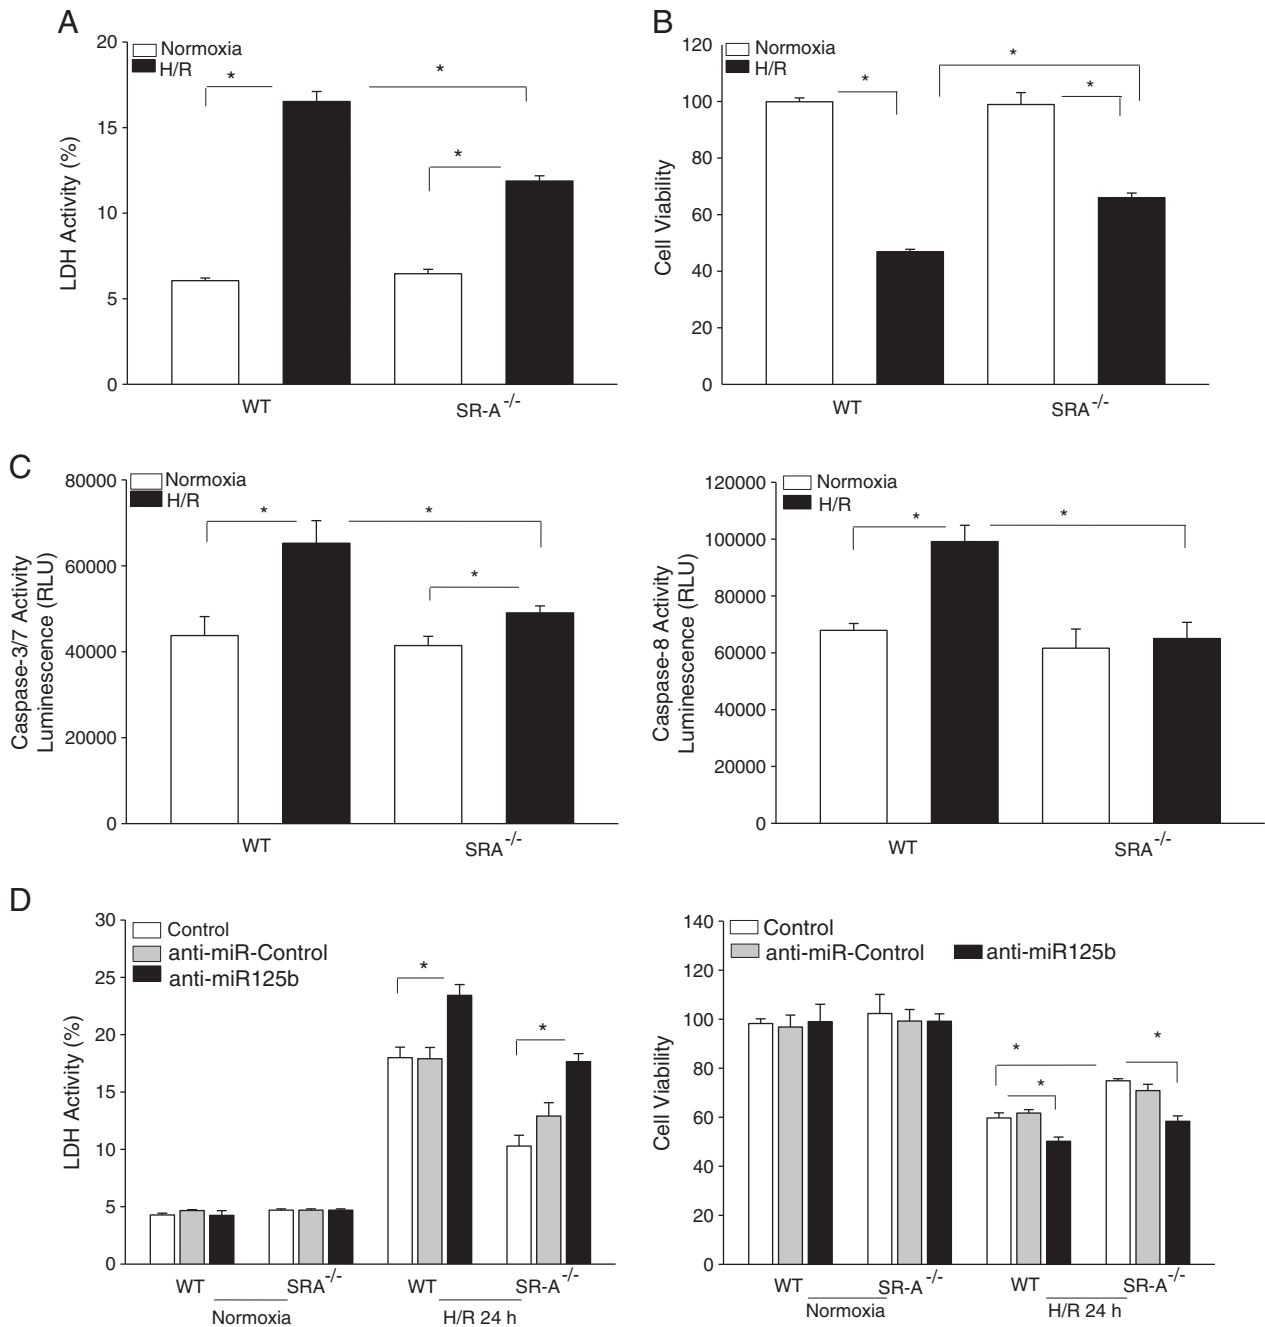 A
20
15
10
5
0
LDH Activity (%)
Normoxia
H/R
*
*
*
WT
SR-A-/-
B
120
100
80
60
40
20
0
Cell Viability
Normoxia
H/R
*
*
*
WT
SRA-/-
C
80000
60000
40000
20000
0
Caspase-3/7 Activity
Luminescence (RLU)
Normoxia
H/R
*
*
*
WT
SRA-/-
120000
100000
80000
60000
40000
20000
0
Caspase-8 Activity
Luminescence (RLU)
Normoxia
H/R
*
*
WT
SRA-/-
D
30
25
20
15
10
5
0
LDH Activity (%)
Control
anti-miR-Control
anti-miR125b
*
*
WT
SRA-/-
WT
SR-A-/-
Normoxia
H/R 24 h
140
120
100
80
60
40
20
0
Cell Viability
Control
anti-miR-Control
anti-miR125b
*
*
*
WT
SR-A-/-
WT
SR-A-/-
Normoxia
H/R 24 h